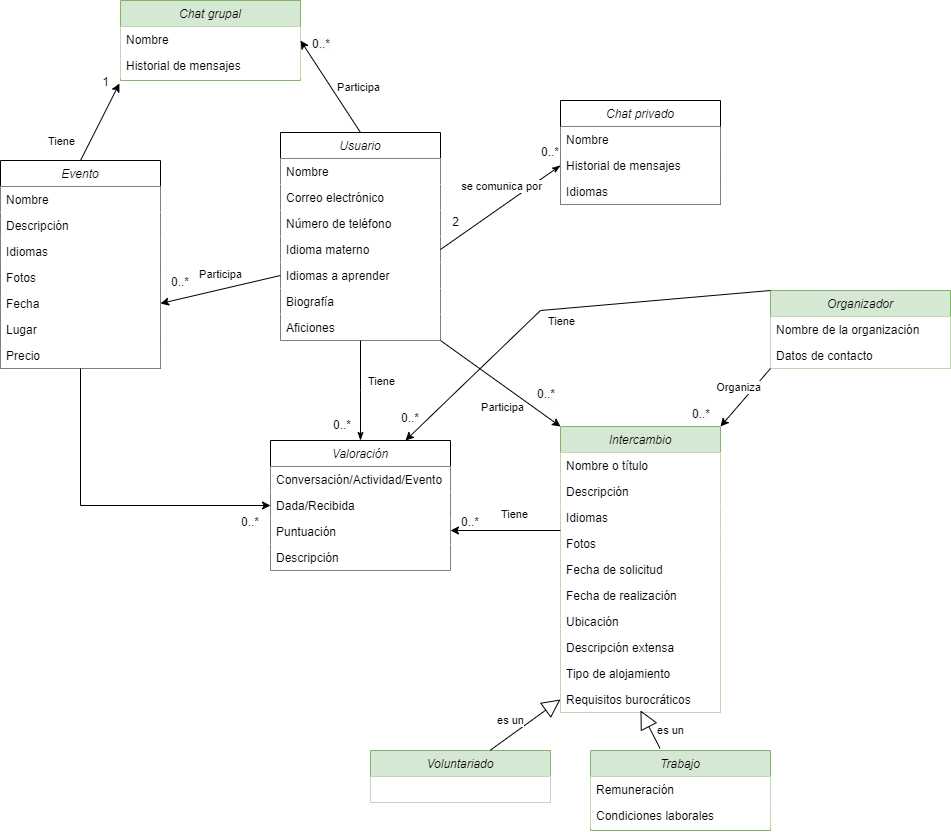 Chat grupal
Nombre
Historial de mensajes
0..*
Participa
1
Tiene
Chat privado
Nombre
Historial de mensajes
Idiomas
0..*
se comunica por
2
Usuario
Nombre
Correo electrónico
Número de teléfono
Idioma materno
Idiomas a aprender
Biografía
Aficiones
Evento
Nombre
Descripción
Idiomas
Fotos
Fecha
Lugar
Precio
0..*
Participa
Organizador
Nombre de la organización
Datos de contacto
Tiene
Organiza
0..*
Tiene
0..*
0..*
Participa
0..*
Valoración
Conversación/Actividad/Evento
Dada/Recibida
Puntuación
Descripción
0..*
0..*
Tiene
Intercambio
Nombre o título
Descripción
Idiomas
Fotos
Fecha de solicitud
Fecha de realización
Ubicación
Descripción extensa
Tipo de alojamiento
Requisitos burocráticos
es un
es un
Voluntariado
Trabajo
Remuneración
Condiciones laborales